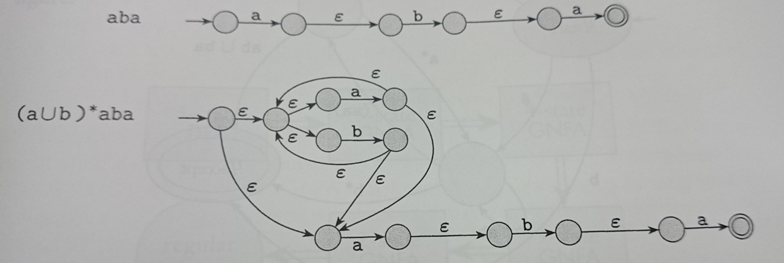 aba a ε b ε a
ε
(a∪b)*aba ε ε a ε
ε b
ε ε ε
a ε b ε a